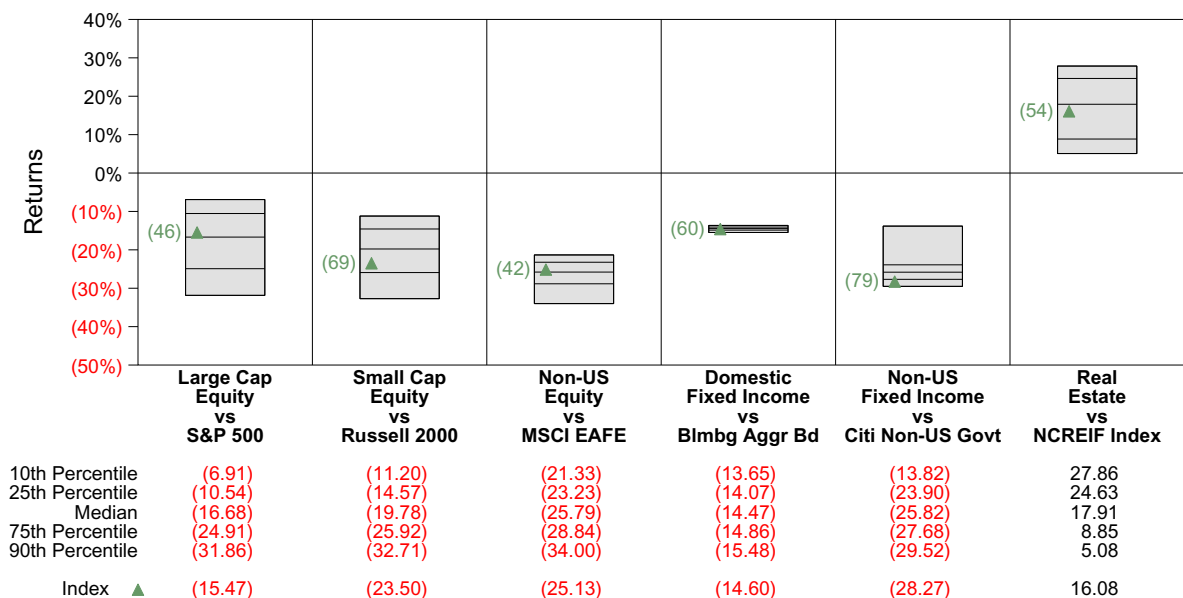 40%
30%
20%
10%
0%
(10%)
(20%)
(30%)
(40%)
(50%)
Returns
(46)
(69)
(42)
(60)
(79)
(54)
Large Cap Equity vs S&P 500
Small Cap Equity vs Russell 2000
Non-US Equity vs MSCI EAFE
Domestic Fixed Income vs Blmbg Aggr Bd
Non-US Fixed Income vs Citi Non-US Govt
Real Estate vs NCREIF Index
10th Percentile (6.91) (11.20) (21.33) (13.65) (13.82) 27.86
25th Percentile (10.54) (14.57) (23.23) (14.07) (23.90) 24.63
Median (16.68) (19.78) (25.79) (14.47) (25.82) 17.91
75th Percentile (24.91) (25.92) (28.84) (14.86) (27.68) 8.85
90th Percentile (31.86) (32.71) (34.00) (15.48) (29.52) 5.08
Index (15.47) (23.50) (25.13) (14.60) (28.27) 16.08